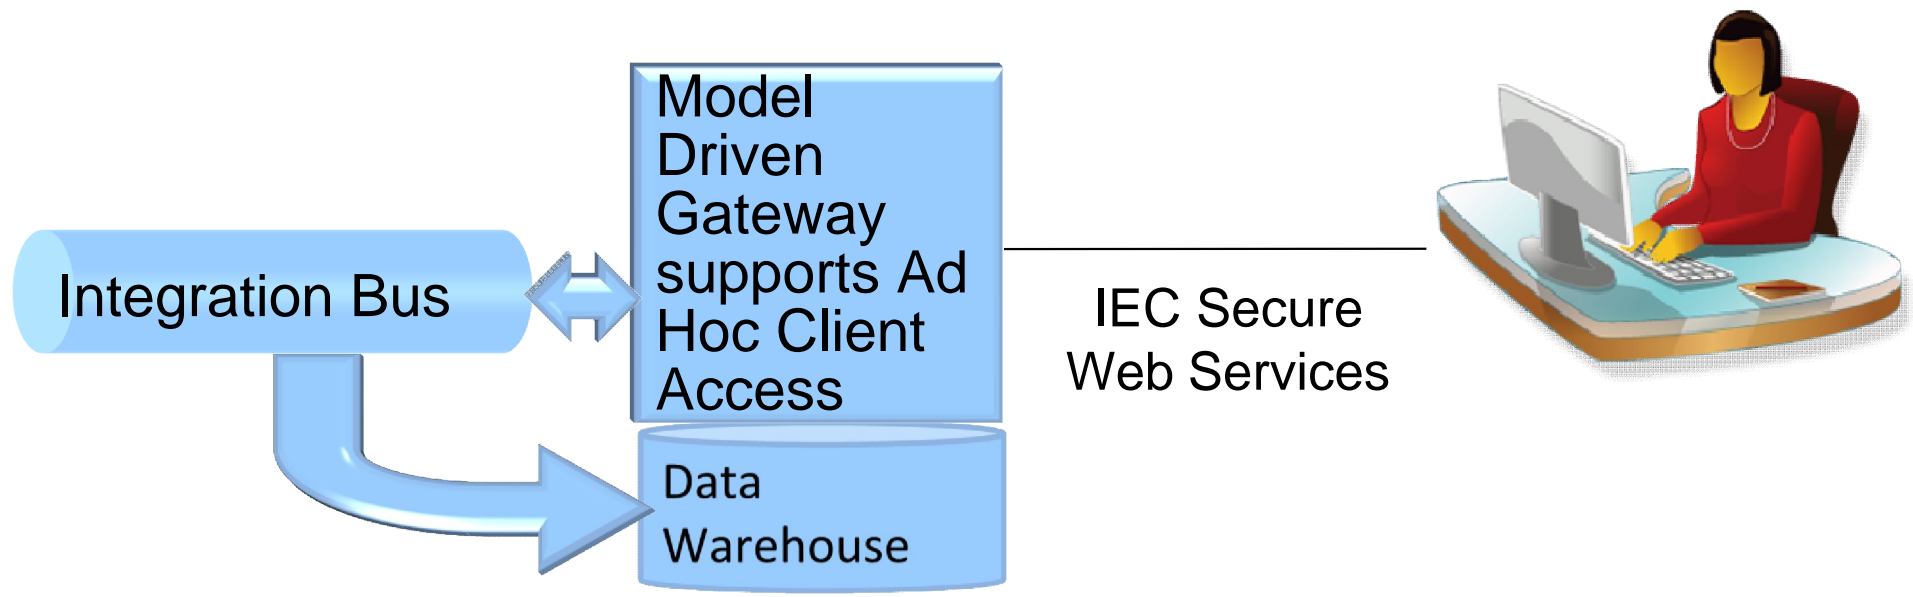 Model
Driven
Gateway
supports Ad
Hoc Client
Access
Integration Bus
IEC Secure
Web Services
Data
Warehouse